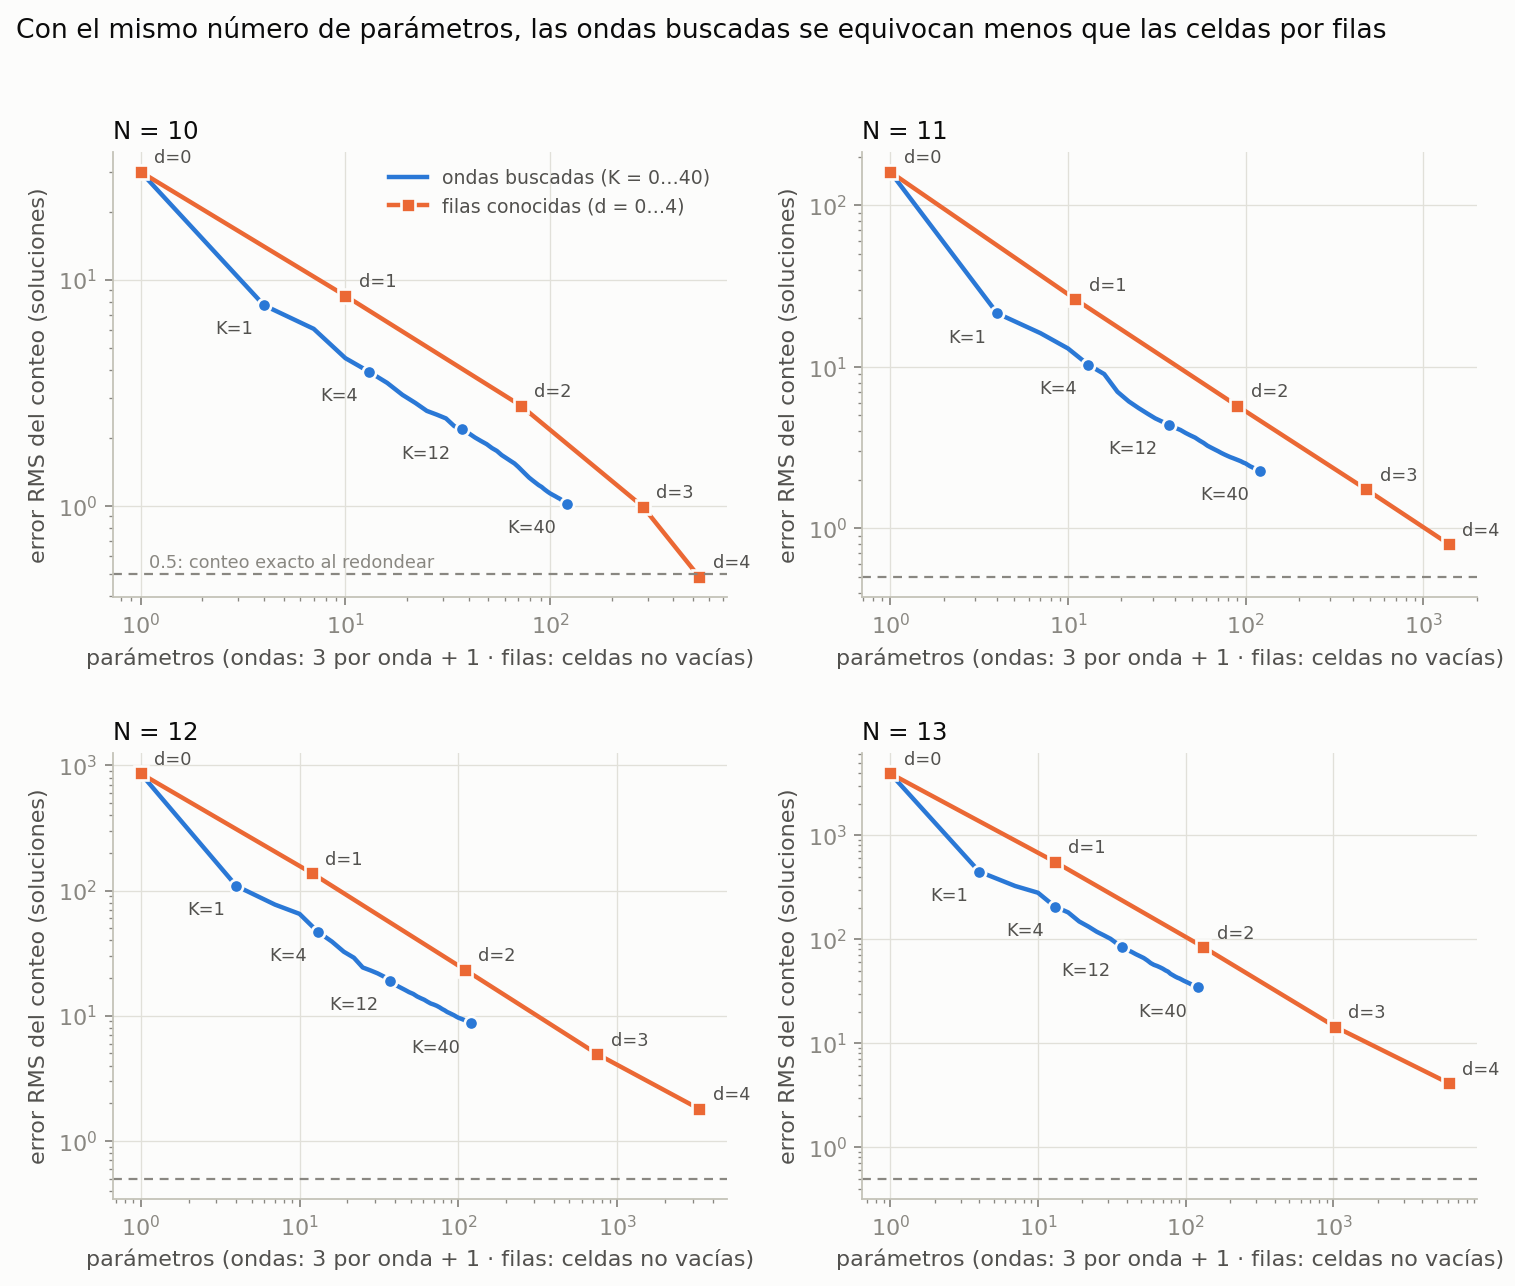 Con el mismo número de parámetros, las ondas buscadas se equivocan menos que las celdas por filas
N = 10
error RMS del conteo (soluciones)
10¹
10⁰
d=0
d=1
d=2
d=3
d=4
K=1
K=4
K=12
K=40
ondas buscadas (K = 0…40)
filas conocidas (d = 0…4)
0.5: conteo exacto al redondear
10⁰ 10¹ 10²
parámetros (ondas: 3 por onda + 1 · filas: celdas no vacías)
N = 11
error RMS del conteo (soluciones)
10²
10¹
10⁰
d=0
d=1
d=2
d=3
d=4
K=1
K=4
K=12
K=40
10⁰ 10¹ 10² 10³
parámetros (ondas: 3 por onda + 1 · filas: celdas no vacías)
N = 12
error RMS del conteo (soluciones)
10³
10²
10¹
10⁰
d=0
d=1
d=2
d=3
d=4
K=1
K=4
K=12
K=40
10⁰ 10¹ 10² 10³
parámetros (ondas: 3 por onda + 1 · filas: celdas no vacías)
N = 13
error RMS del conteo (soluciones)
10³
10²
10¹
10⁰
d=0
d=1
d=2
d=3
d=4
K=1
K=4
K=12
K=40
10⁰ 10¹ 10² 10³
parámetros (ondas: 3 por onda + 1 · filas: celdas no vacías)